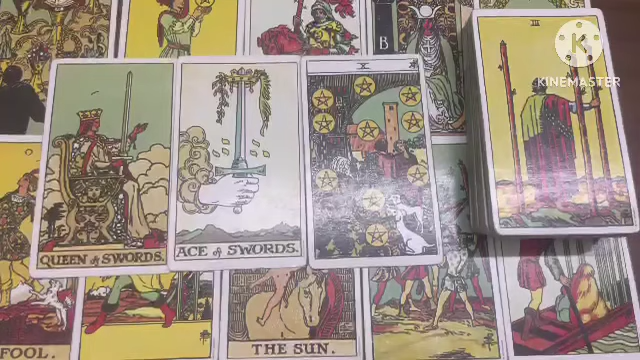 III
K
KINEMASTER
X
B
QUEEN of SWORDS.
ACE of SWORDS.
FOOL.
THE SUN.